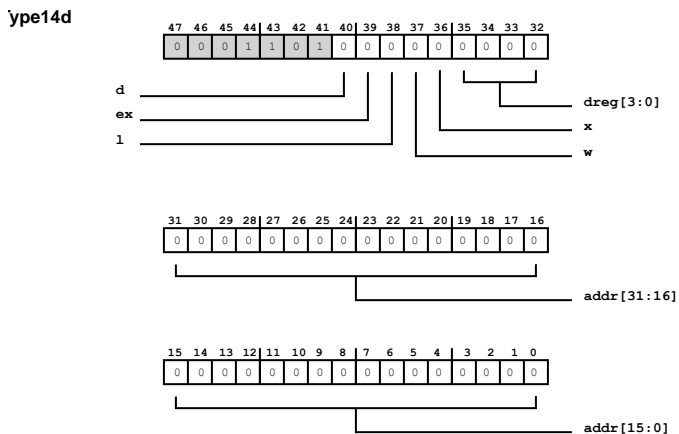 ype14d
47 46 45 44 43 42 41 40 39 38 37 36 35 34 33 32
0 0 0 1 1 0 1 0 0 0 0 0 0 0 0 0
d
dreg[3:0]
ex
x
l
w
31 30 29 28 27 26 25 24 23 22 21 20 19 18 17 16
0 0 0 0 0 0 0 0 0 0 0 0 0 0 0 0
addr[31:16]
15 14 13 12 11 10 9 8 7 6 5 4 3 2 1 0
0 0 0 0 0 0 0 0 0 0 0 0 0 0 0 0
addr[15:0]